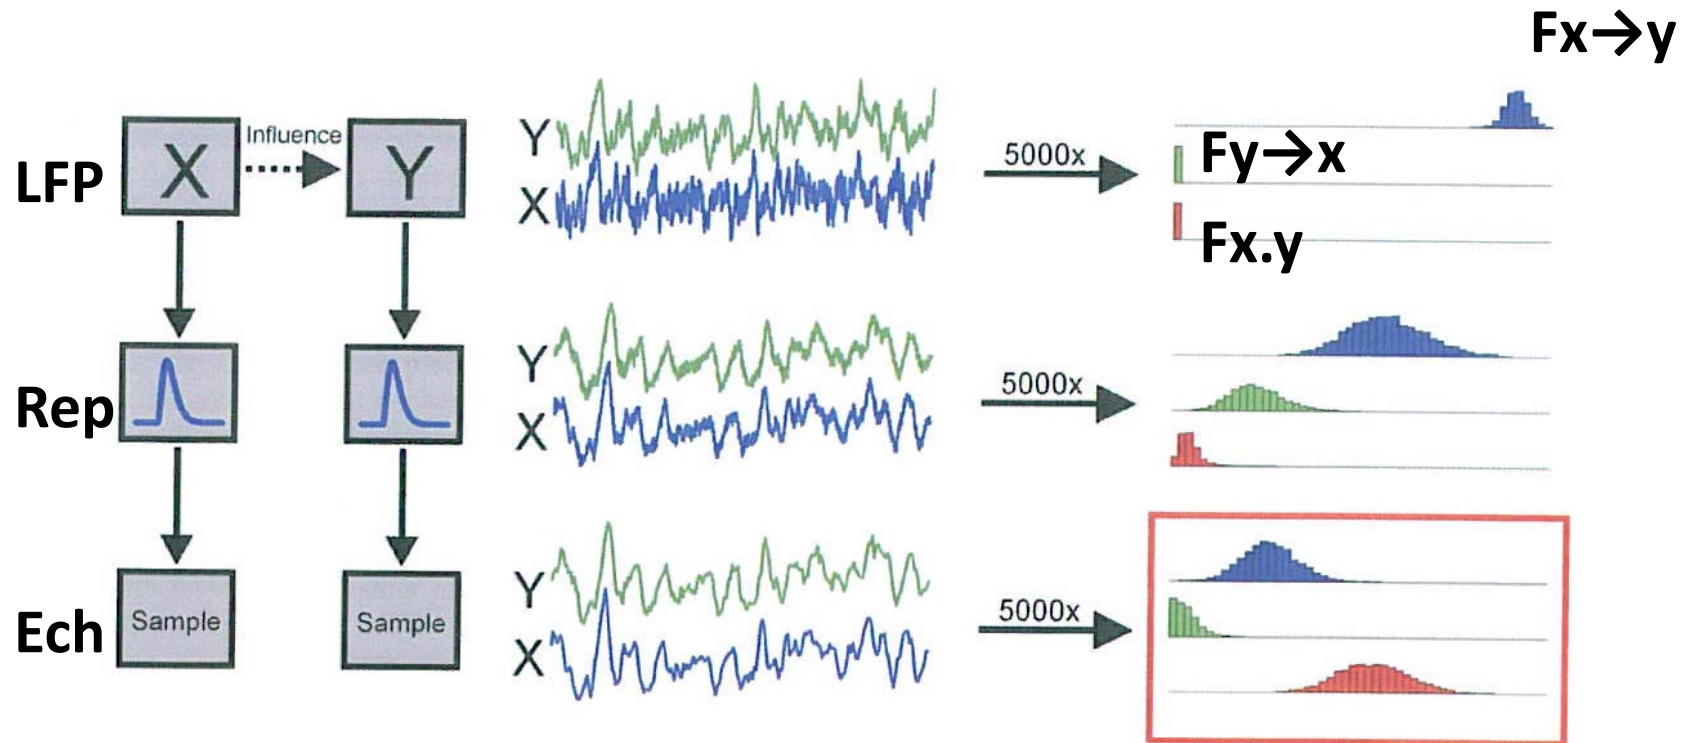 Fx→y
LFP
X
Influence
Y
Y
X
5000x
Fy→x
Fx.y
Rep
Y
X
5000x
Ech
Sample
Sample
Y
X
5000x